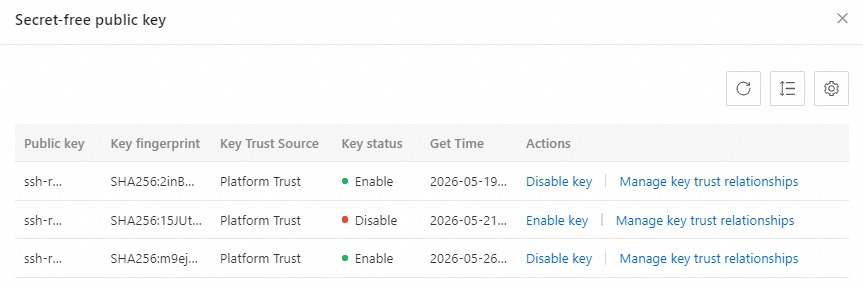 Secret-free public key
Public key Key fingerprint Key Trust Source Key status Get Time Actions
ssh-r... SHA256:2inB... Platform Trust Enable 2026-05-19... Disable key Manage key trust relationships
ssh-r... SHA256:15JUt... Platform Trust Disable 2026-05-21... Enable key Manage key trust relationships
ssh-r... SHA256:m9ej... Platform Trust Enable 2026-05-26... Disable key Manage key trust relationships